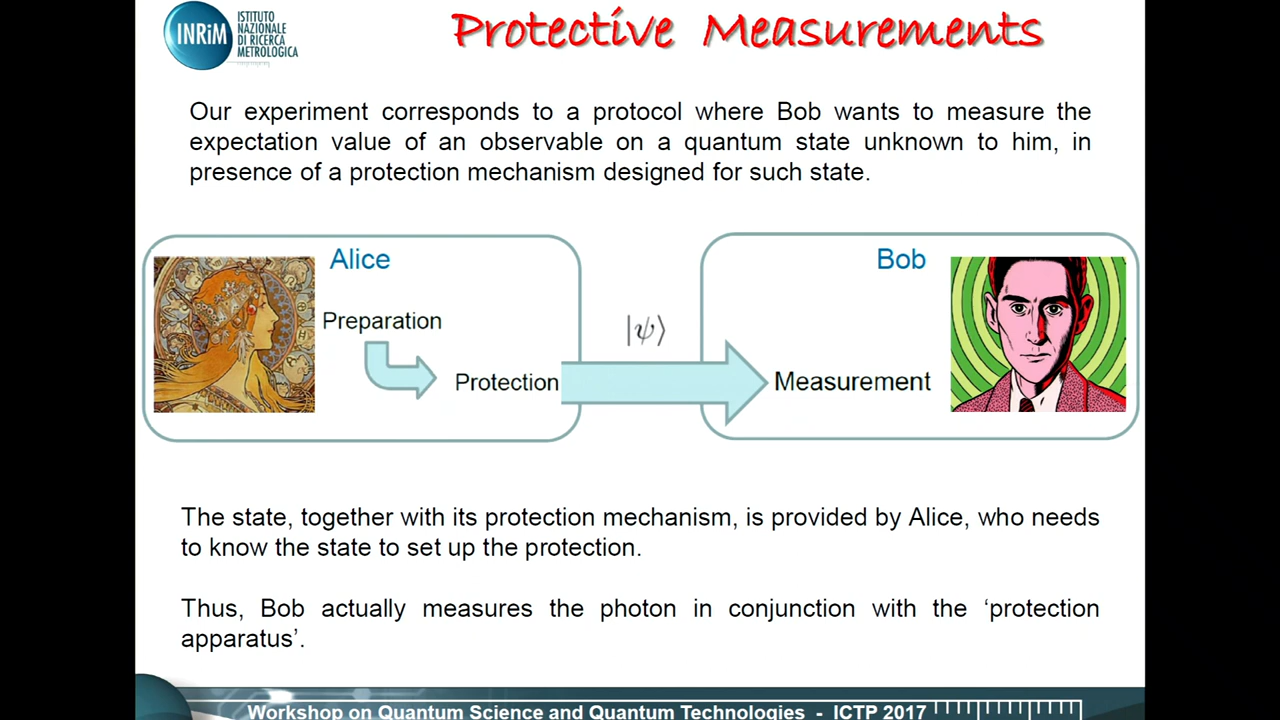 INRiM
ISTITUTO
NAZIONALE
DI RICERCA
METROLOGICA
Protective Measurements
Our experiment corresponds to a protocol where Bob wants to measure the
expectation value of an observable on a quantum state unknown to him, in
presence of a protection mechanism designed for such state.
Alice
Bob
Preparation
|ψ⟩
Protection
Measurement
The state, together with its protection mechanism, is provided by Alice, who needs
to know the state to set up the protection.
Thus, Bob actually measures the photon in conjunction with the ‘protection
apparatus’.
Workshop on Quantum Science and Quantum Technologies - ICTP 2017